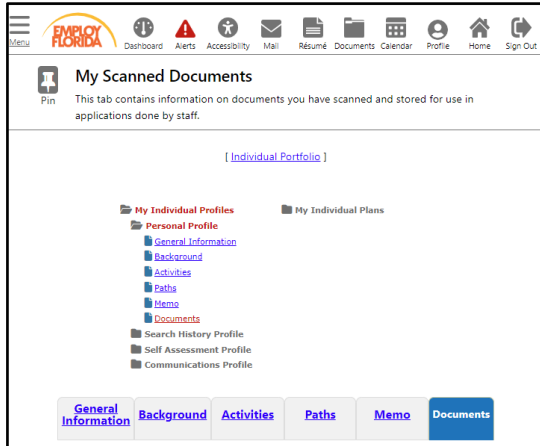 Menu
EMPLOY
FLORIDA
Dashboard
Alerts
Accessibility
Mail
Résumé
Documents
Calendar
Profile
Home
Sign Out
Pin
My Scanned Documents
This tab contains information on documents you have scanned and stored for use in
applications done by staff.
[ Individual Portfolio ]
My Individual Profiles
Personal Profile
General Information
Background
Activities
Paths
Memo
Documents
Search History Profile
Self Assessment Profile
Communications Profile
My Individual Plans
General
Information
Background
Activities
Paths
Memo
Documents